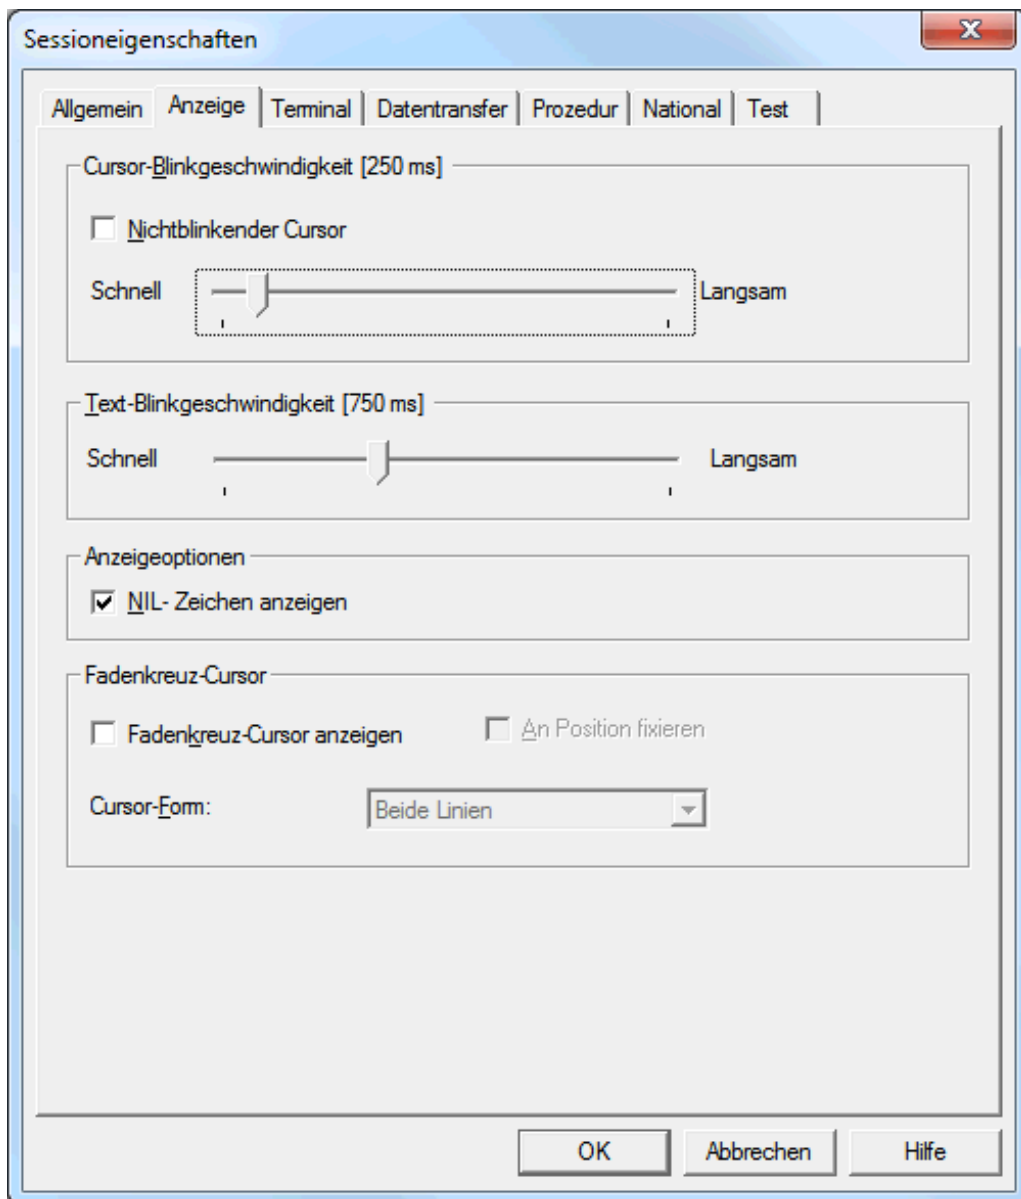 Sessioneigenschaften
Allgemein Anzeige Terminal Datentransfer Prozedur National Test
Cursor-Blinkgeschwindigkeit [250 ms]
Nichtblinkender Cursor
Schnell Langsam
Text-Blinkgeschwindigkeit [750 ms]
Schnell Langsam
Anzeigeoptionen
NIL- Zeichen anzeigen
Fadenkreuz-Cursor
Fadenkreuz-Cursor anzeigen An Position fixieren
Cursor-Form: Beide Linien
OK Abbrechen Hilfe